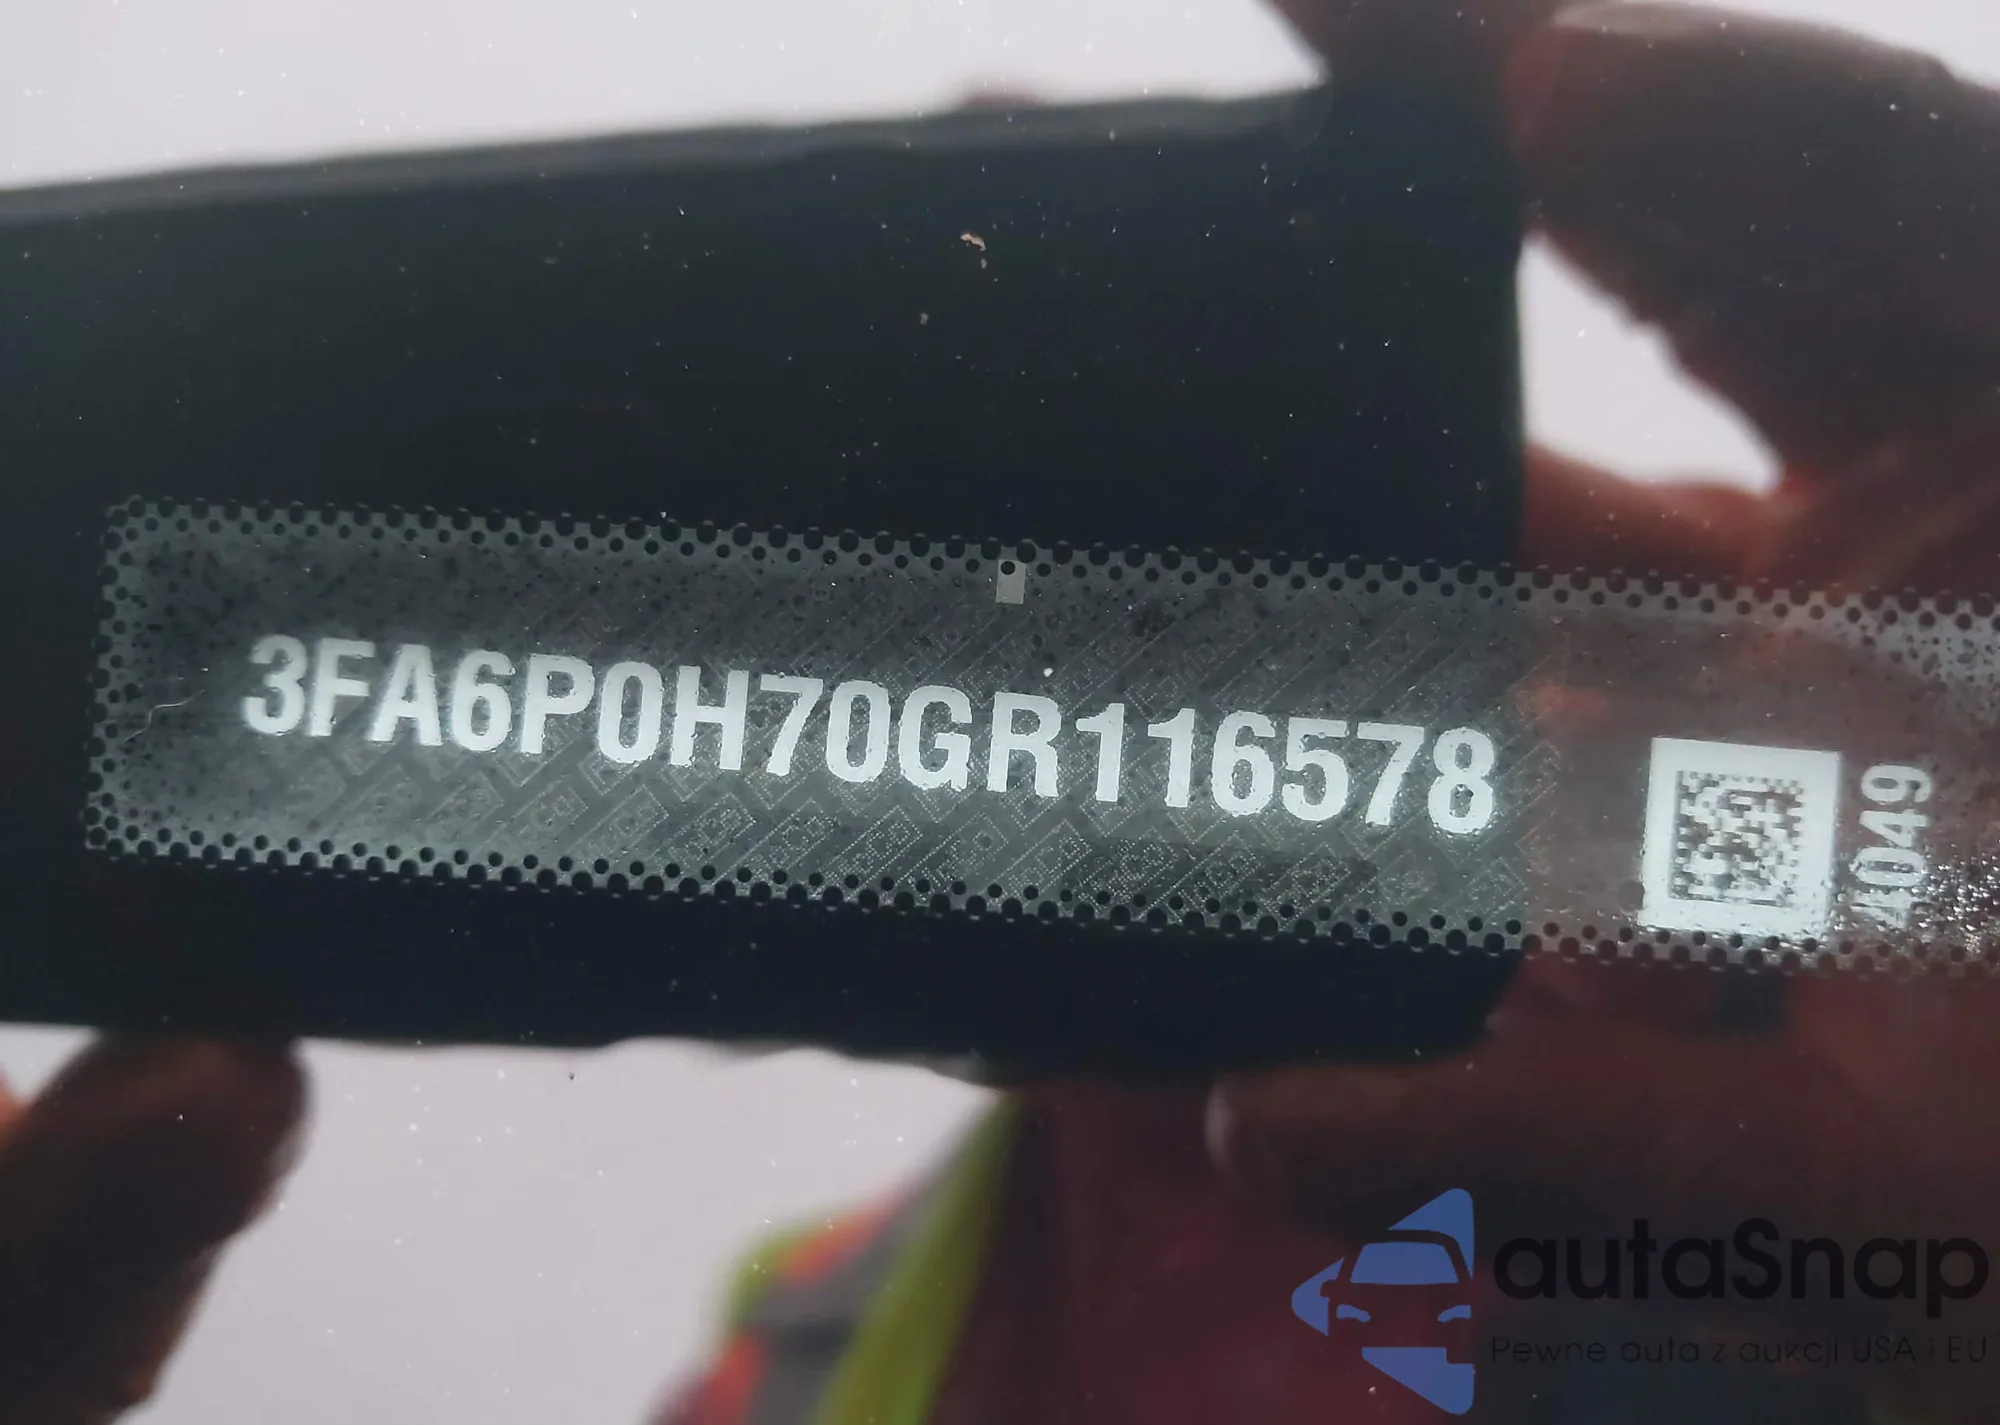 3FA6P0H70GR116578
4049
autaSnap
Pewne auta z aukcji USA i EU